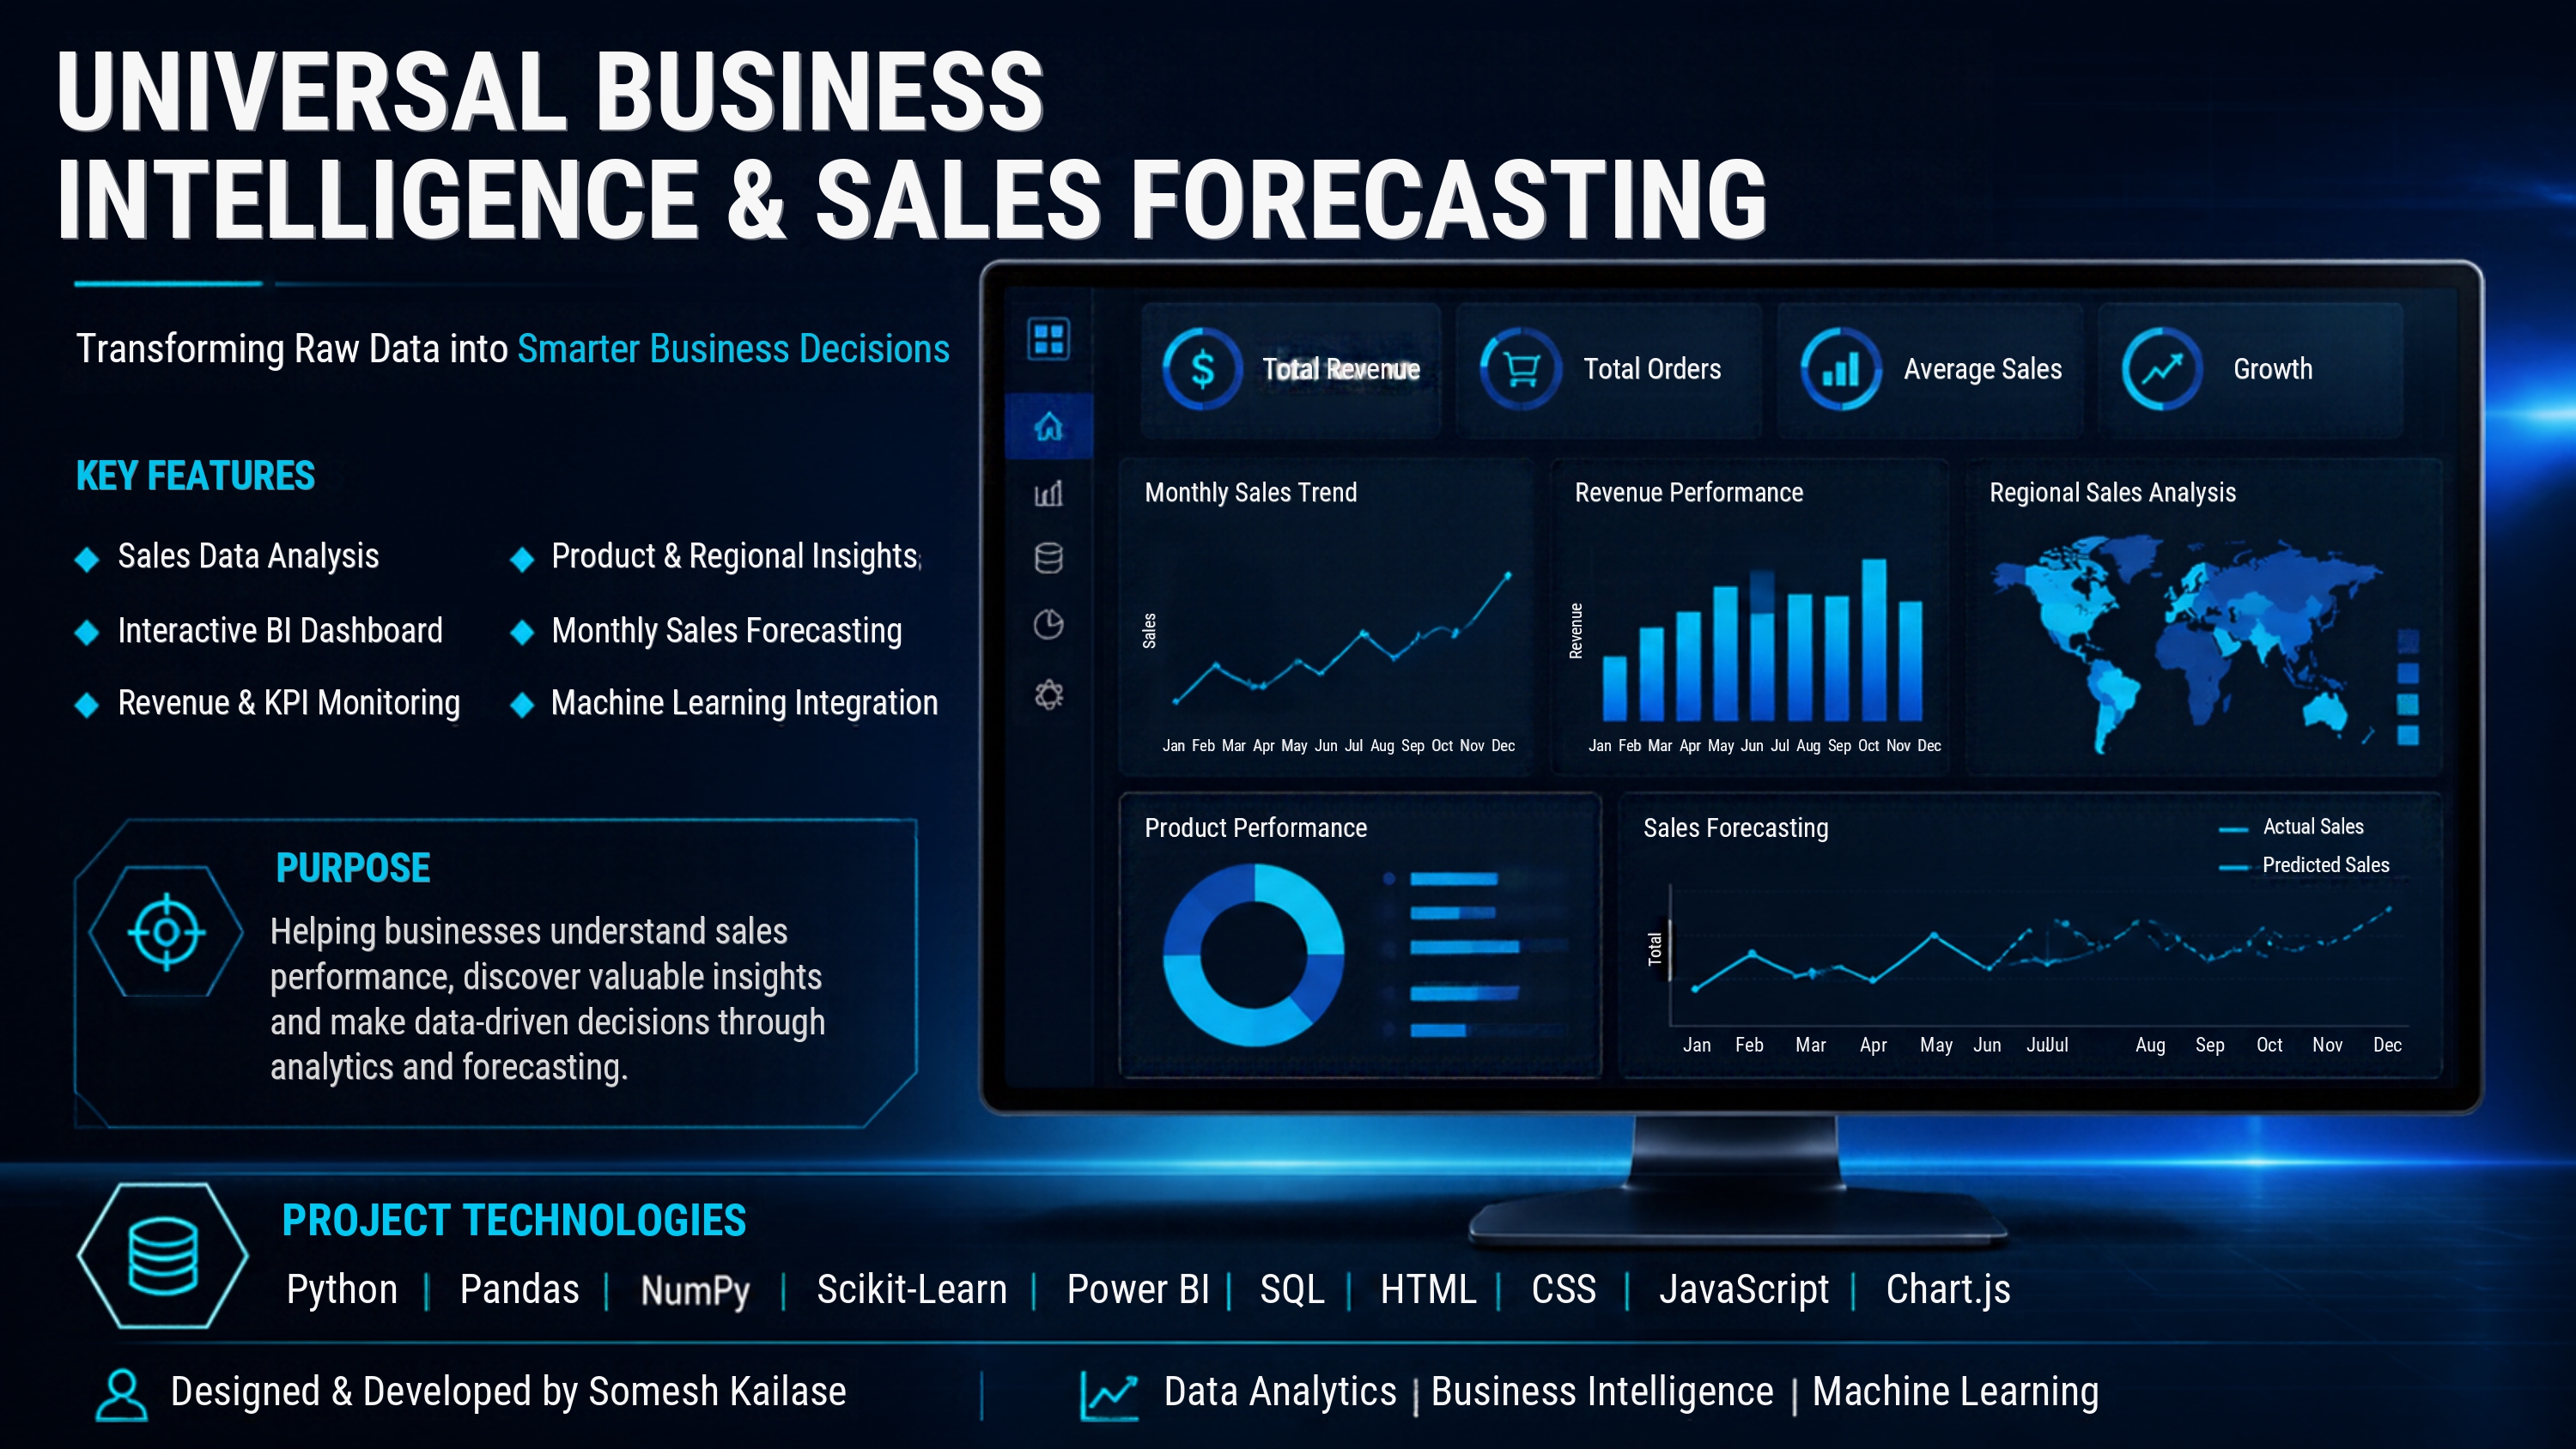 UNIVERSAL BUSINESS
INTELLIGENCE & SALES FORECASTING
Transforming Raw Data into Smarter Business Decisions
KEY FEATURES
Sales Data Analysis
Product & Regional Insights
Interactive BI Dashboard
Monthly Sales Forecasting
Revenue & KPI Monitoring
Machine Learning Integration
PURPOSE
Helping businesses understand sales
performance, discover valuable insights
and make data-driven decisions through
analytics and forecasting.
$
Total Revenue
Total Orders
Average Sales
Growth
Monthly Sales Trend
Sales
Jan Feb Mar Apr May Jun Jul Aug Sep Oct Nov Dec
Revenue Performance
Revenue
Jan Feb Mar Apr May Jun Jul Aug Sep Oct Nov Dec
Regional Sales Analysis
Product Performance
Sales Forecasting
Actual Sales
Predicted Sales
Total
Jan Feb Mar Apr May Jun JulJul Aug Sep Oct Nov Dec
PROJECT TECHNOLOGIES
Python | Pandas | NumPy | Scikit-Learn | Power BI | SQL | HTML | CSS | JavaScript | Chart.js
Designed & Developed by Somesh Kailase | Data Analytics | Business Intelligence | Machine Learning